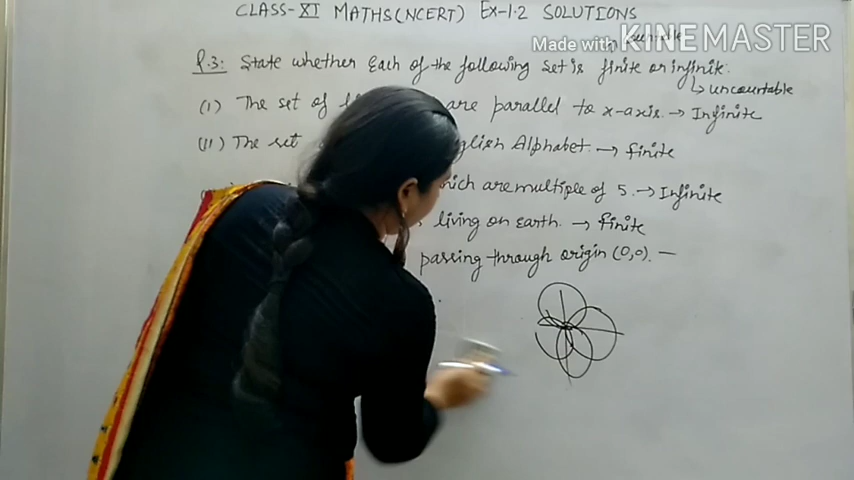 CLASS-XI MATHS(NCERT) Ex-1.2 SOLUTIONS
Made with KINEMASTER
Q.3: State whether Each of the following set is finite or infinite.
↳ uncountable
(I) The set of are parallel to x-axis. → Infinite
(II) The set Alphabet. → finite
are multiple of 5. → Infinite
living on earth. → finite
passing through origin (0,0). —